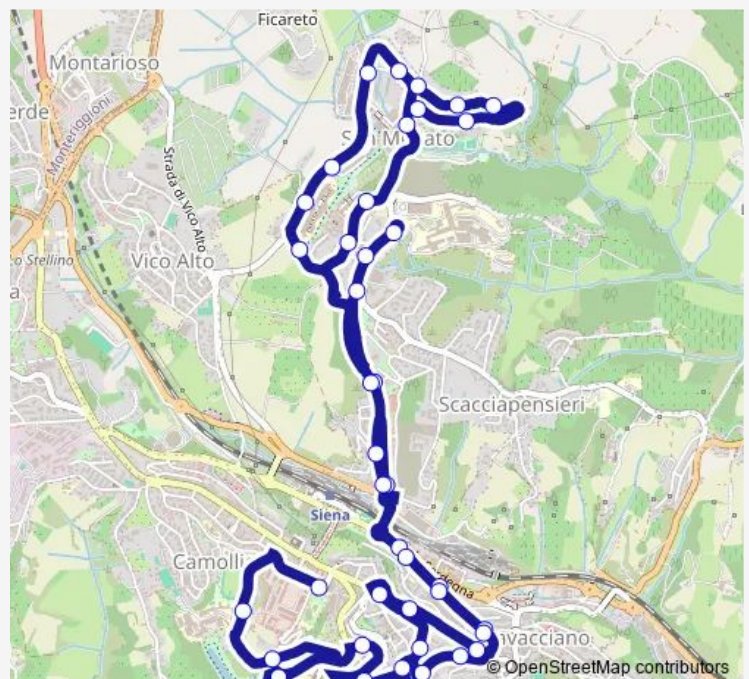 Ficareto
Montarioso
Monteriggioni
Strada di Vico Alto
Vico Alto
Scacciapensieri
Siena
Camolli
© OpenStreetMap contributors